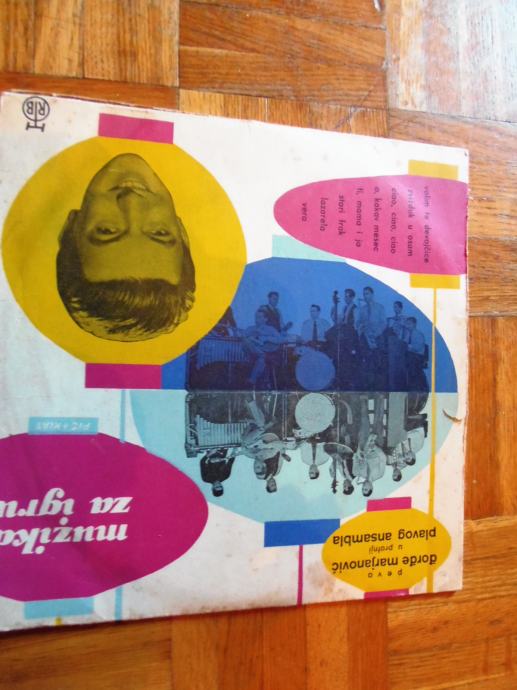 RTB
volim te devojčice
zvižduk u osam
ciao, ciao, ciao
o, kakav mesec
ti, mama i ja
stari frak
lazarela
vera
muzika
za igru
peva
đorđe marjanović
u pratnji
plavog ansambla